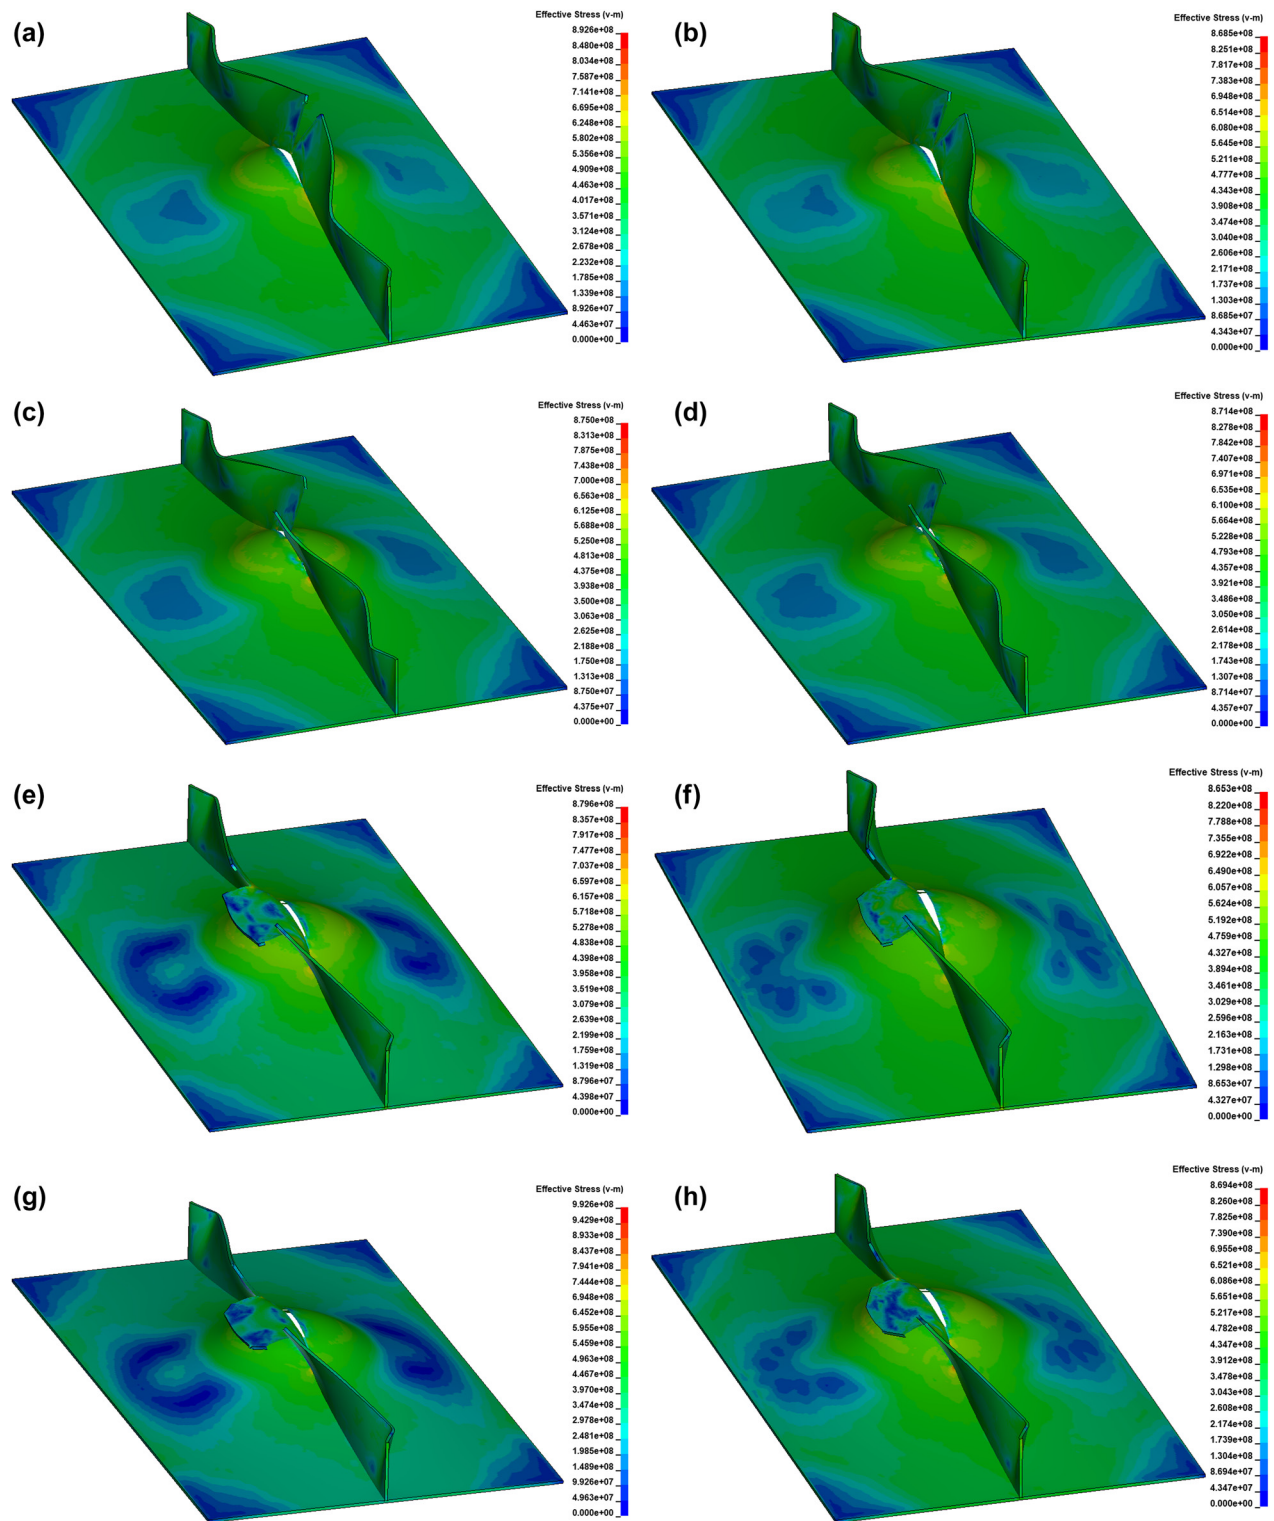 (a)
Effective Stress (v-m)
8.926e+08
8.480e+08
8.034e+08
7.587e+08
7.141e+08
6.695e+08
6.248e+08
5.802e+08
5.356e+08
4.909e+08
4.463e+08
4.017e+08
3.571e+08
3.124e+08
2.678e+08
2.232e+08
1.785e+08
1.339e+08
8.926e+07
4.463e+07
0.000e+00
(b)
Effective Stress (v-m)
8.685e+08
8.251e+08
7.817e+08
7.383e+08
6.948e+08
6.514e+08
6.080e+08
5.645e+08
5.211e+08
4.777e+08
4.343e+08
3.908e+08
3.474e+08
3.040e+08
2.606e+08
2.171e+08
1.737e+08
1.303e+08
8.685e+07
4.343e+07
0.000e+00
(c)
Effective Stress (v-m)
8.750e+08
8.313e+08
7.875e+08
7.438e+08
7.000e+08
6.563e+08
6.125e+08
5.688e+08
5.250e+08
4.813e+08
4.375e+08
3.938e+08
3.500e+08
3.063e+08
2.625e+08
2.188e+08
1.750e+08
1.313e+08
8.750e+07
4.375e+07
0.000e+00
(d)
Effective Stress (v-m)
8.714e+08
8.278e+08
7.842e+08
7.407e+08
6.971e+08
6.535e+08
6.100e+08
5.664e+08
5.228e+08
4.793e+08
4.357e+08
3.921e+08
3.486e+08
3.050e+08
2.614e+08
2.178e+08
1.743e+08
1.307e+08
8.714e+07
4.357e+07
0.000e+00
(e)
Effective Stress (v-m)
8.796e+08
8.357e+08
7.917e+08
7.477e+08
7.037e+08
6.597e+08
6.157e+08
5.718e+08
5.278e+08
4.838e+08
4.398e+08
3.958e+08
3.519e+08
3.079e+08
2.639e+08
2.199e+08
1.759e+08
1.319e+08
8.796e+07
4.398e+07
0.000e+00
(f)
Effective Stress (v-m)
8.653e+08
8.220e+08
7.788e+08
7.355e+08
6.922e+08
6.490e+08
6.057e+08
5.624e+08
5.192e+08
4.759e+08
4.327e+08
3.894e+08
3.461e+08
3.029e+08
2.596e+08
2.163e+08
1.731e+08
1.298e+08
8.653e+07
4.327e+07
0.000e+00
(g)
Effective Stress (v-m)
9.926e+08
9.429e+08
8.933e+08
8.437e+08
7.941e+08
7.444e+08
6.948e+08
6.452e+08
5.955e+08
5.459e+08
4.963e+08
4.467e+08
3.970e+08
3.474e+08
2.978e+08
2.481e+08
1.985e+08
1.489e+08
9.926e+07
4.963e+07
0.000e+00
(h)
Effective Stress (v-m)
8.694e+08
8.260e+08
7.825e+08
7.390e+08
6.955e+08
6.521e+08
6.086e+08
5.651e+08
5.217e+08
4.782e+08
4.347e+08
3.912e+08
3.478e+08
3.043e+08
2.608e+08
2.174e+08
1.739e+08
1.304e+08
8.694e+07
4.347e+07
0.000e+00